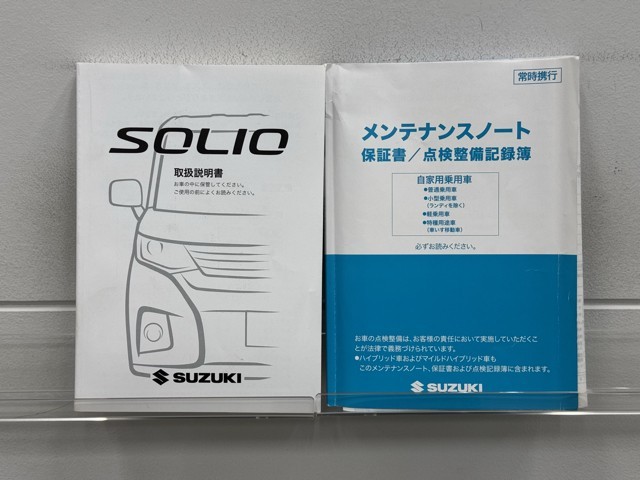 SOLIO
取扱説明書
お車の中に保管してください。
ご使用の前によくお読みください。
SUZUKI
常時携行
メンテナンスノート
保証書/点検整備記録簿
自家用乗用車
●普通乗用車
●小型乗用車
(ランディを除く)
●軽乗用車
●特種用途車
(車いす移動車)
必ずお読みください。
お車の点検整備は、お客様の責任において実施していただくこ
とが法律で義務づけられています。
●ハイブリッド車およびマイルドハイブリッド車も
このメンテナンスノート、保証書および点検記録簿に含まれます。
SUZUKI